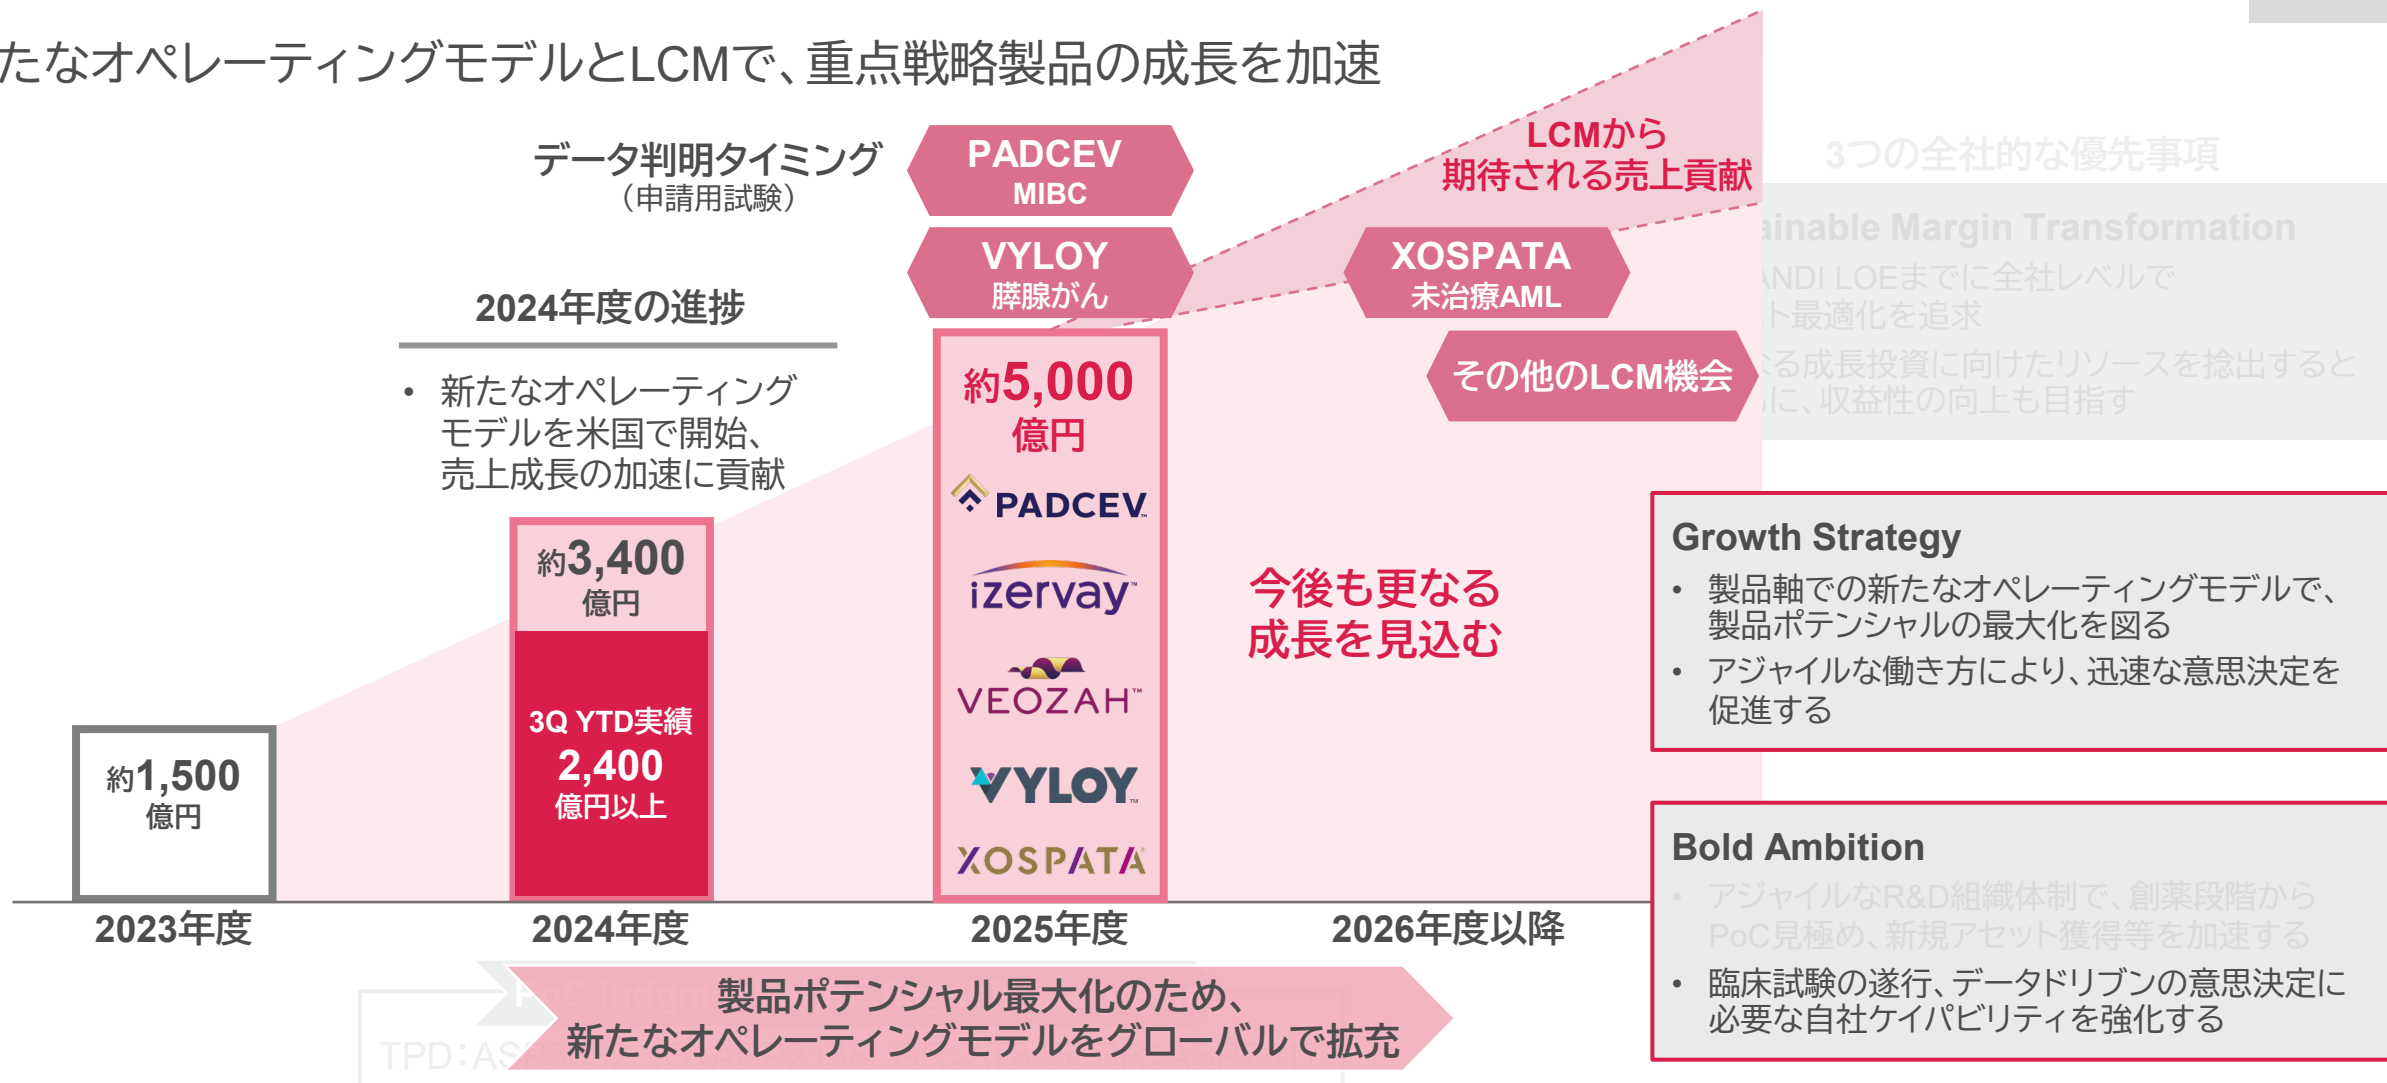 たなオペレーティングモデルとLCMで、重点戦略製品の成長を加速
データ判明タイミング
（申請用試験）
PADCEV
MIBC
VYLOY
膵腺がん
LCMから
期待される売上貢献
XOSPATA
未治療AML
その他のLCM機会
3つの全社的な優先事項
ainable Margin Transformation
ANDI LOEまでに全社レベルで
ト最適化を追求
る成長投資に向けたリソースを捻出すると
に、収益性の向上も目指す
2024年度の進捗
• 新たなオペレーティング
モデルを米国で開始、
売上成長の加速に貢献
約5,000
億円
PADCEV™
izervay™
VEOZAH™
VYLOY™
XOSPATA
約3,400
億円
3Q YTD実績
2,400
億円以上
約1,500
億円
今後も更なる
成長を見込む
Growth Strategy
• 製品軸での新たなオペレーティングモデルで、
製品ポテンシャルの最大化を図る
• アジャイルな働き方により、迅速な意思決定を
促進する
Bold Ambition
• アジャイルなR&D組織体制で、創薬段階から
PoC見極め、新規アセット獲得等を加速する
• 臨床試験の遂行、データドリブンの意思決定に
必要な自社ケイパビリティを強化する
2023年度
2024年度
2025年度
2026年度以降
PoC judgm
製品ポテンシャル最大化のため、
新たなオペレーティングモデルをグローバルで拡充
TPD：AS